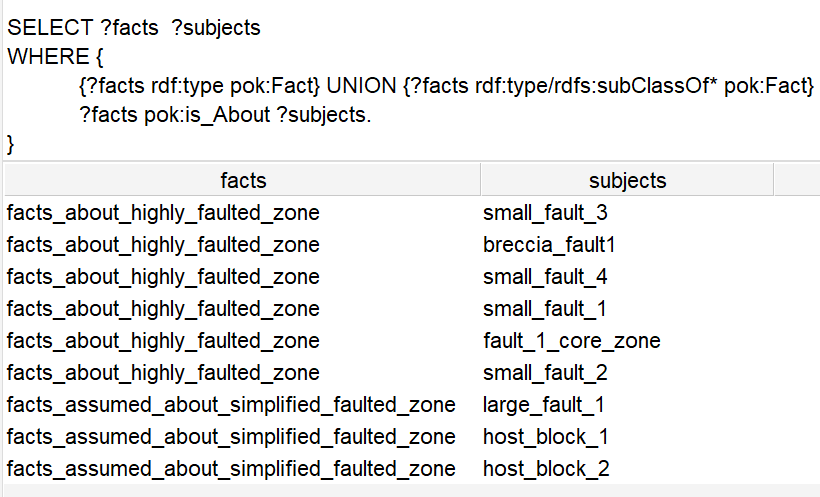 SELECT ?facts ?subjects
WHERE {
{?facts rdf:type pok:Fact} UNION {?facts rdf:type/rdfs:subClassOf* pok:Fact}
?facts pok:is_About ?subjects.
}
facts subjects
facts_about_highly_faulted_zone small_fault_3
facts_about_highly_faulted_zone breccia_fault1
facts_about_highly_faulted_zone small_fault_4
facts_about_highly_faulted_zone small_fault_1
facts_about_highly_faulted_zone fault_1_core_zone
facts_about_highly_faulted_zone small_fault_2
facts_assumed_about_simplified_faulted_zone large_fault_1
facts_assumed_about_simplified_faulted_zone host_block_1
facts_assumed_about_simplified_faulted_zone host_block_2